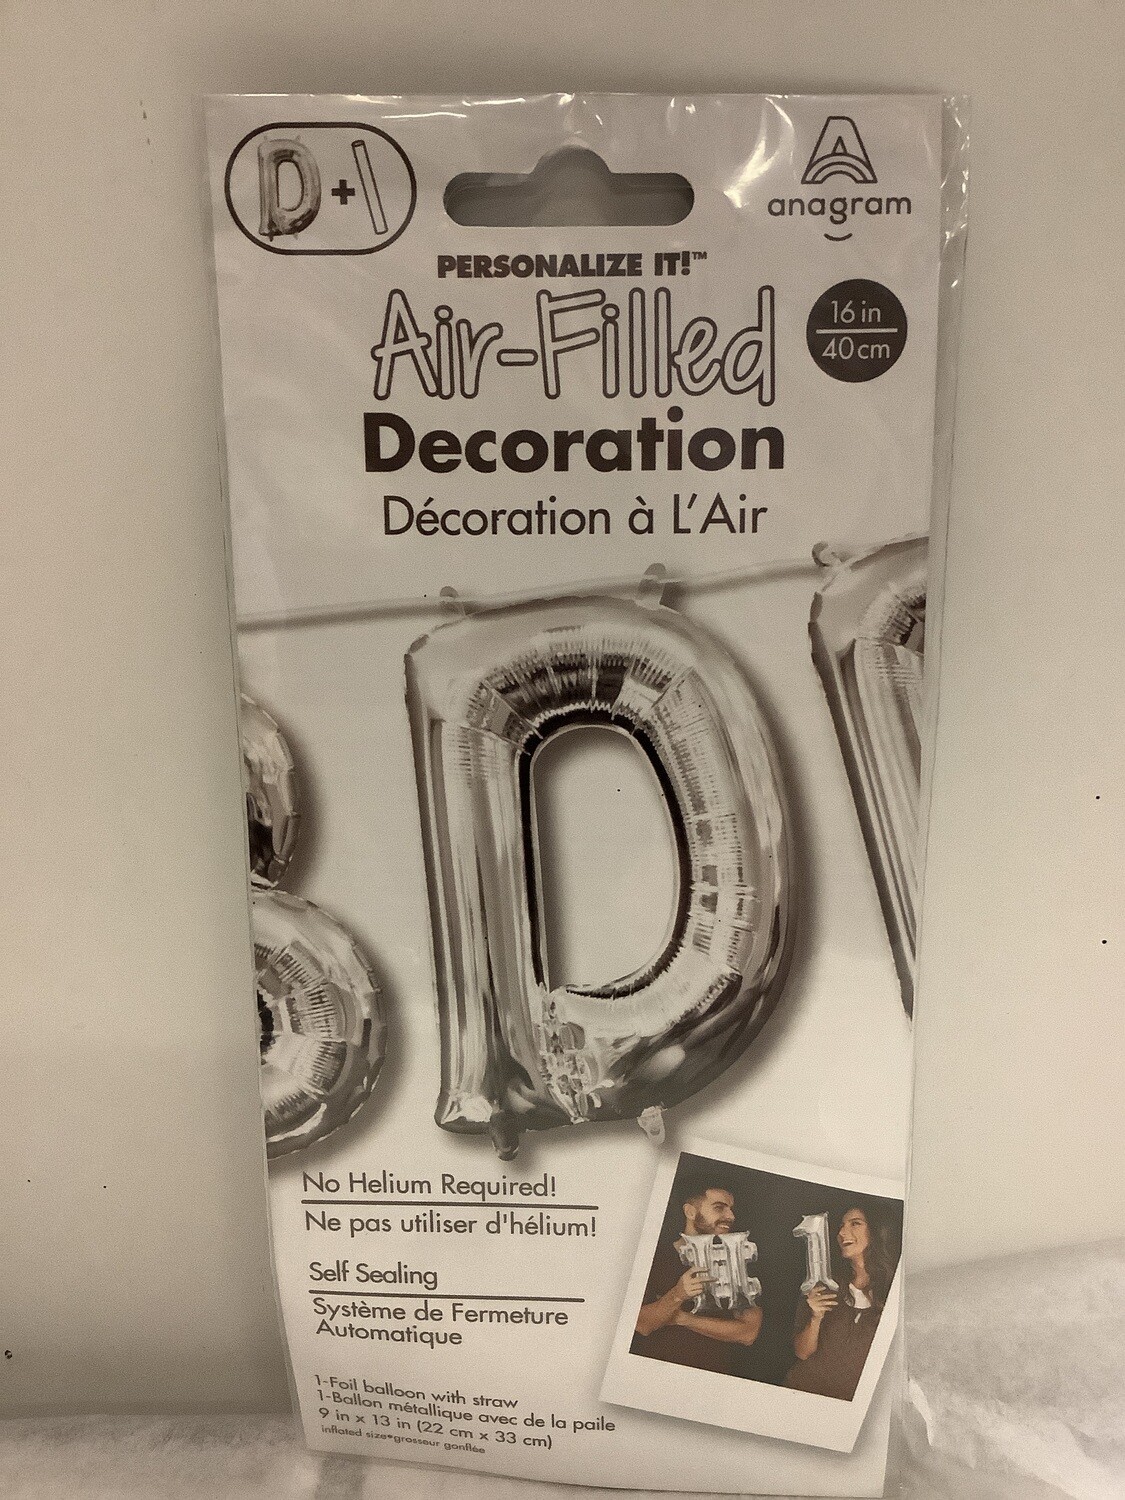 D +
anagram
PERSONALIZE IT!™
Air-Filled
16 in
40 cm
Decoration
Décoration à L'Air
D
No Helium Required!
Ne pas utiliser d'hélium!
Self Sealing
Système de Fermeture
Automatique
#1
1-Foil balloon with straw
1-Ballon métallique avec de la paile
9 in x 13 in (22 cm x 33 cm)
inflated size•grosseur gonflée